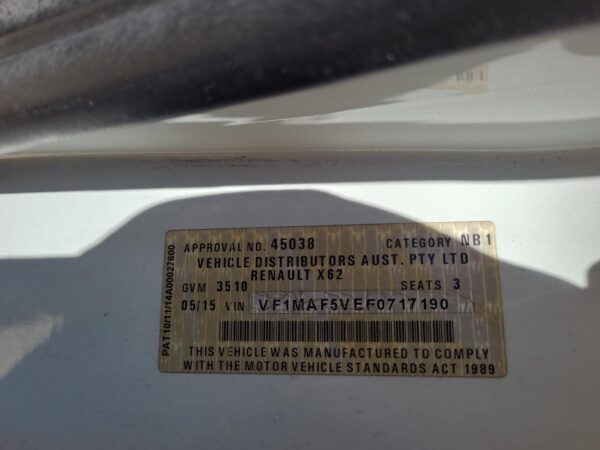 APPROVAL NO. 45038 CATEGORY NB1
VEHICLE DISTRIBUTORS AUST. PTY LTD
RENAULT X62
GVM 3510 SEATS 3
05/15 VIN VF1MAF5VEF0717190
THIS VEHICLE WAS MANUFACTURED TO COMPLY
WITH THE MOTOR VEHICLE STANDARDS ACT 1989
PAT10/11/14A00027600